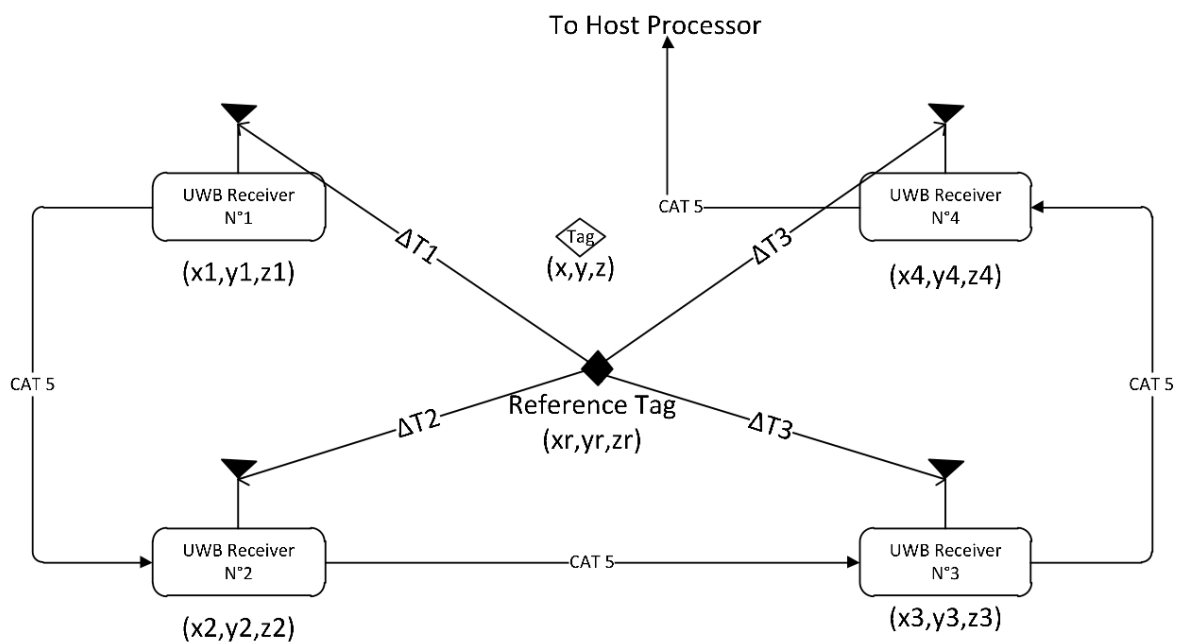 To Host Processor
UWB Receiver
N°1
(x1,y1,z1)
ΔT1
Tag
(x,y,z)
CAT 5
ΔT3
UWB Receiver
N°4
(x4,y4,z4)
CAT 5
CAT 5
Reference Tag
(xr,yr,zr)
ΔT2
ΔT3
UWB Receiver
N°2
(x2,y2,z2)
CAT 5
UWB Receiver
N°3
(x3,y3,z3)